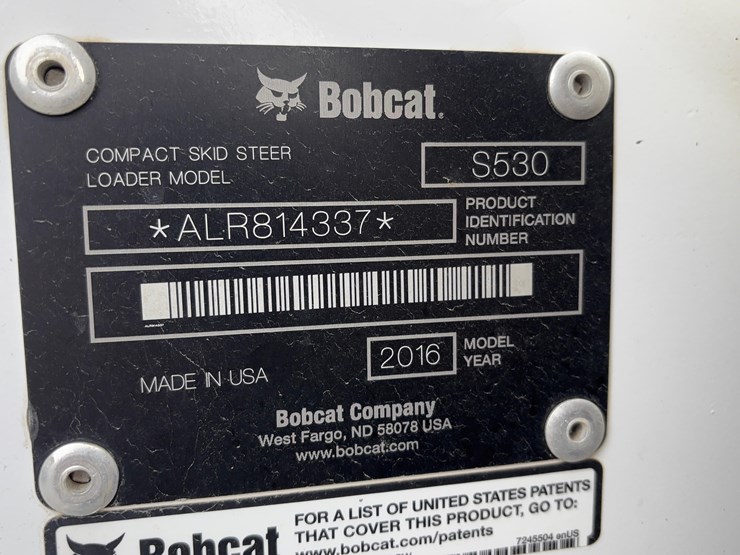 Bobcat.
COMPACT SKID STEER
LOADER MODEL
S530
*ALR814337*
PRODUCT
IDENTIFICATION
NUMBER
MADE IN USA
2016
MODEL
YEAR
Bobcat Company
West Fargo, ND 58078 USA
www.bobcat.com
Bobcat
FOR A LIST OF UNITED STATES PATENTS
THAT COVER THIS PRODUCT, GO TO:
www.bobcat.com/patents
7245504 enUS